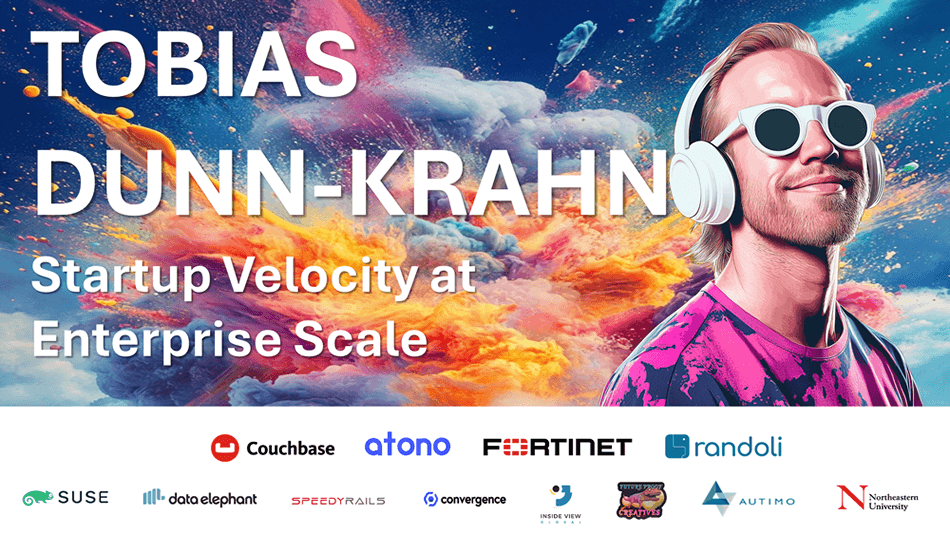 TOBIAS
DUNN-KRAHN
Startup Velocity at
Enterprise Scale
Couchbase
atono
FORTINET
randoli
SUSE
data elephant
SPEEDYRAILS
convergence
INSIDE VIEW
GLOBAL
FUTURE PROOF
CREATIVES
AUTIMO
N Northeastern
University